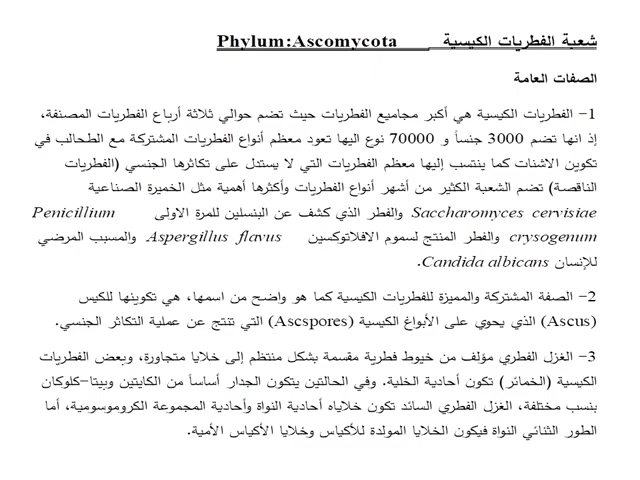 شعبة الفطريات الكيسية Phylum:Ascomycota
الصفات العامة
1- الفطريات الكيسية هي أكبر مجاميع الفطريات حيث تضم حوالي ثلاثة أرباع الفطريات المصنفة،
إذ انها تضم 3000 جنساً و 70000 نوع اليها تعود معظم أنواع الفطريات المشتركة مع الطحالب في
تكوين الاشنات كما ينتسب إليها معظم الفطريات التي لا يستدل على تكاثرها الجنسي (الفطريات
الناقصة) تضم الشعبة الكثير من أشهر أنواع الفطريات وأكثرها أهمية مثل الخميرة الصناعية
Saccharomyces cervisiae والفطر الذي كشف عن البنسلين للمرة الاولى Penicillium
crysogenum والفطر المنتج لسموم الافلاتوكسين Aspergillus flavus والمسبب المرضي
للإنسان Candida albicans.
2- الصفة المشتركة والمميزة للفطريات الكيسية كما هو واضح من اسمها، هي تكوينها للكيس
(Ascus) الذي يحوي على الأبواغ الكيسية (Ascspores) التي تنتج عن عملية التكاثر الجنسي.
3- الغزل الفطري مؤلف من خيوط فطرية مقسمة بشكل منتظم إلى خلايا متجاورة، وبعض الفطريات
الكيسية (الخمائر) تكون أحادية الخلية. وفي الحالتين يتكون الجدار أساساً من الكايتين وبيتا-كلوكان
بنسب مختلفة، الغزل الفطري السائد تكون خلاياه أحادية النواة وأحادية المجموعة الكروموسومية، أما
الطور الثنائي النواة فيكون الخلايا المولدة للأكياس وخلايا الأكياس الأمية.